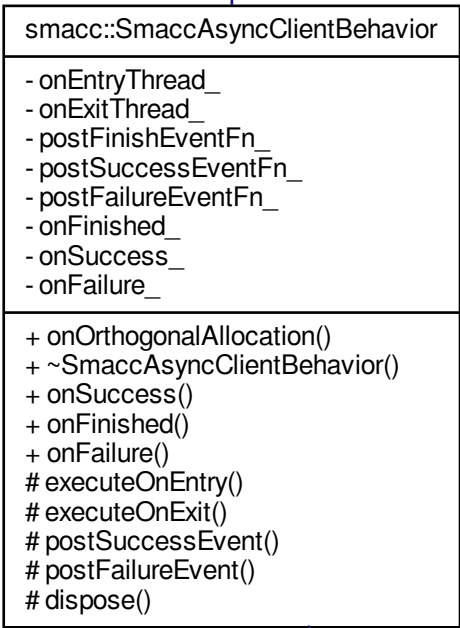 smacc::SmaccAsyncClientBehavior
- onEntryThread_
- onExitThread_
- postFinishEventFn_
- postSuccessEventFn_
- postFailureEventFn_
- onFinished_
- onSuccess_
- onFailure_
+ onOrthogonalAllocation()
+ ~SmaccAsyncClientBehavior()
+ onSuccess()
+ onFinished()
+ onFailure()
# executeOnEntry()
# executeOnExit()
# postSuccessEvent()
# postFailureEvent()
# dispose()